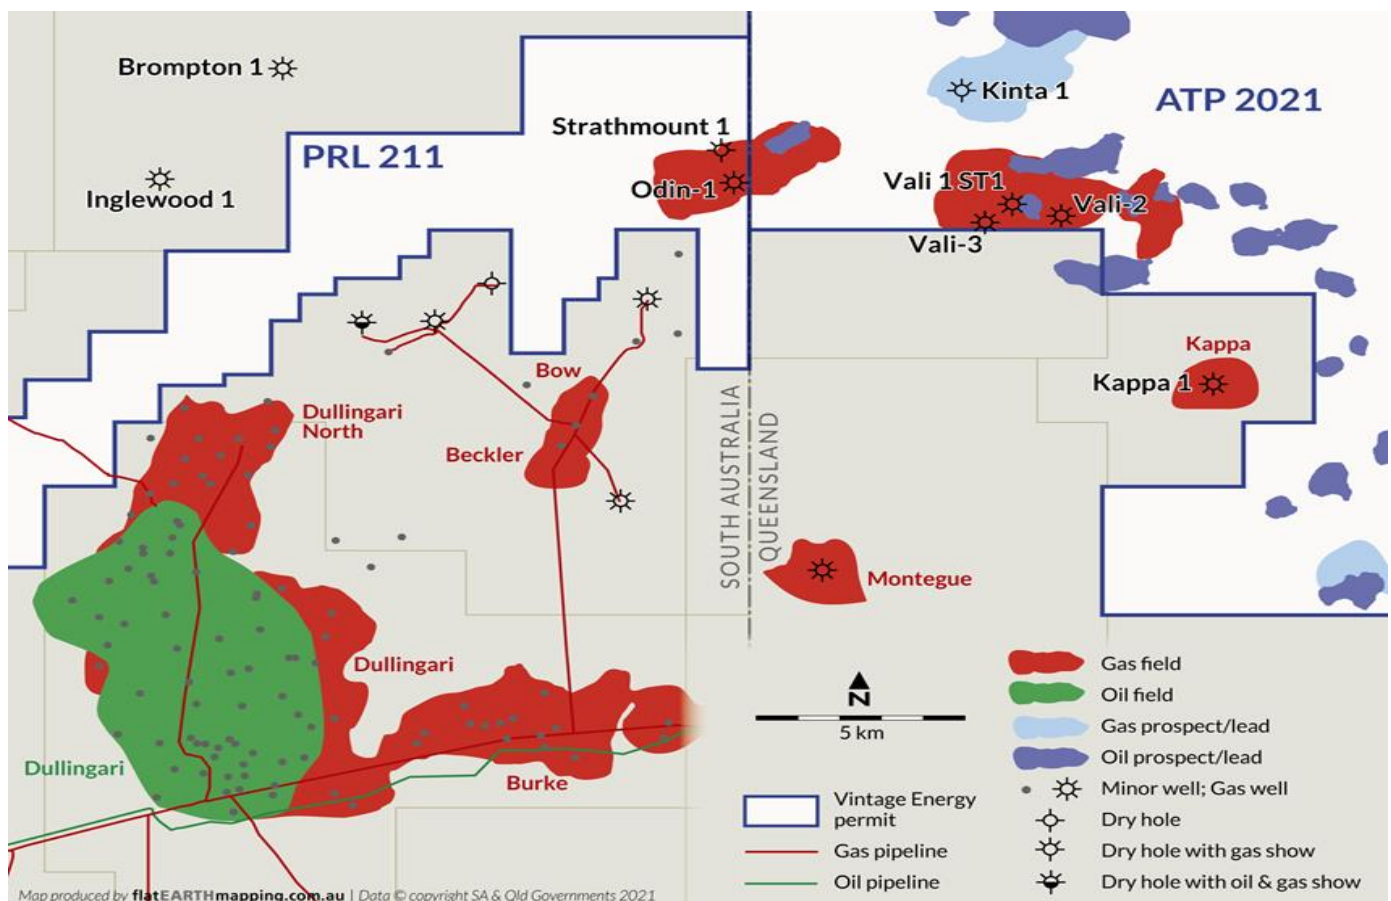 Brompton 1
Kinta 1
ATP 2021
Strathmount 1
PRL 211
Inglewood 1
Odin-1
Vali 1 ST1
Vali-2
Vali-3
Bow
Kappa
Kappa 1
Dullingari
North
Beckler
SOUTH AUSTRALIA
QUEENSLAND
Montegue
Dullingari
Dullingari
Burke
N
5 km
Vintage Energy
permit
Gas pipeline
Oil pipeline
Gas field
Oil field
Gas prospect/lead
Oil prospect/lead
Minor well; Gas well
Dry hole
Dry hole with gas show
Dry hole with oil & gas show
Map produced by flatEARTHmapping.com.au | Data © copyright SA & Qld Governments 2021